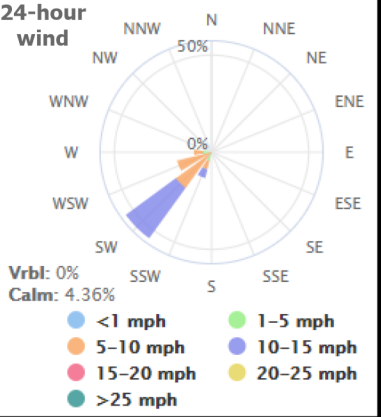 24-hour
wind
N
NNW
NNE
50%
NW
NE
WNW
ENE
0%
W
E
WSW
ESE
SW
SE
Vrbl: 0%
SSW
SSE
S
Calm: 4.36%
<1 mph
1–5 mph
5–10 mph
10–15 mph
15–20 mph
20–25 mph
>25 mph